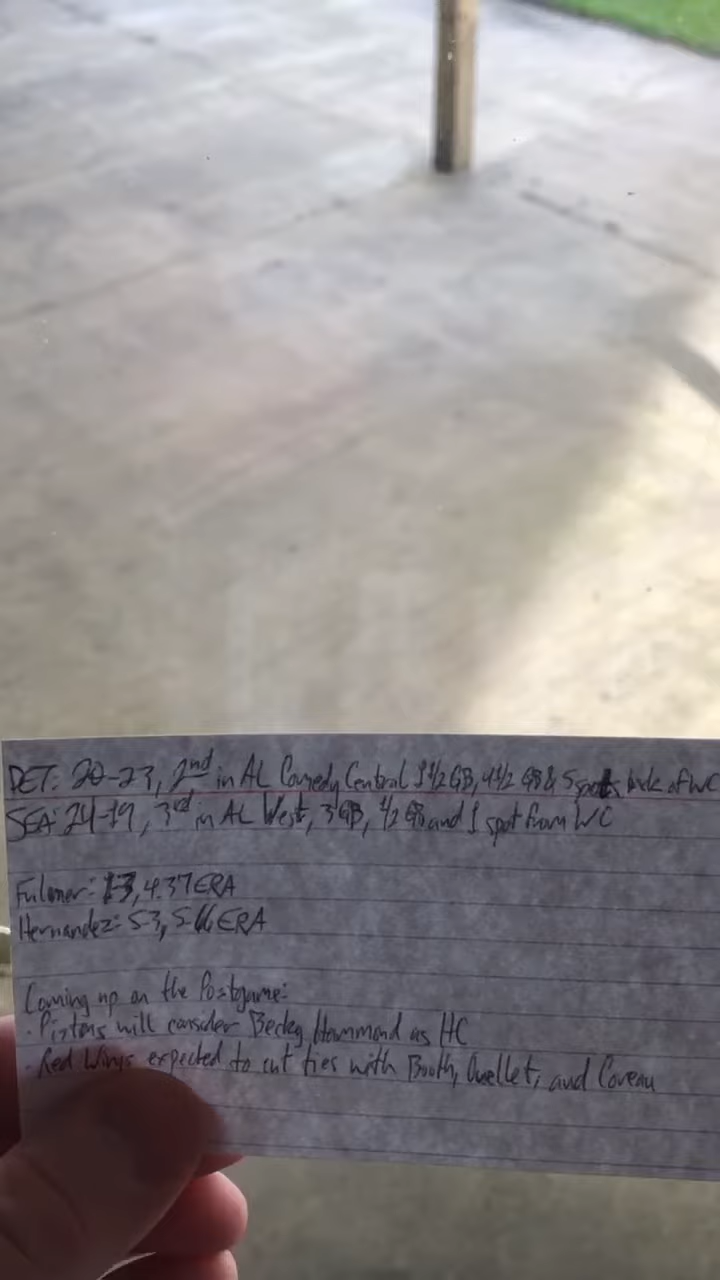 DET: 20-23, 2nd in AL Comedy Central 1 1/2 GB, 4 1/2 GB & 5 spots back of WC
SEA: 24-19, 3rd in AL West, 3 GB, 1/2 GB and 1 spot from WC
Fulmer: 1-3, 4.37 ERA
Hernandez: 5-3, ERA
Coming up on the Postgame:
· Pistons will consider Becky Hammond as HC
· Red Wings expected to cut ties with Booth, Ouellet, and Coreau